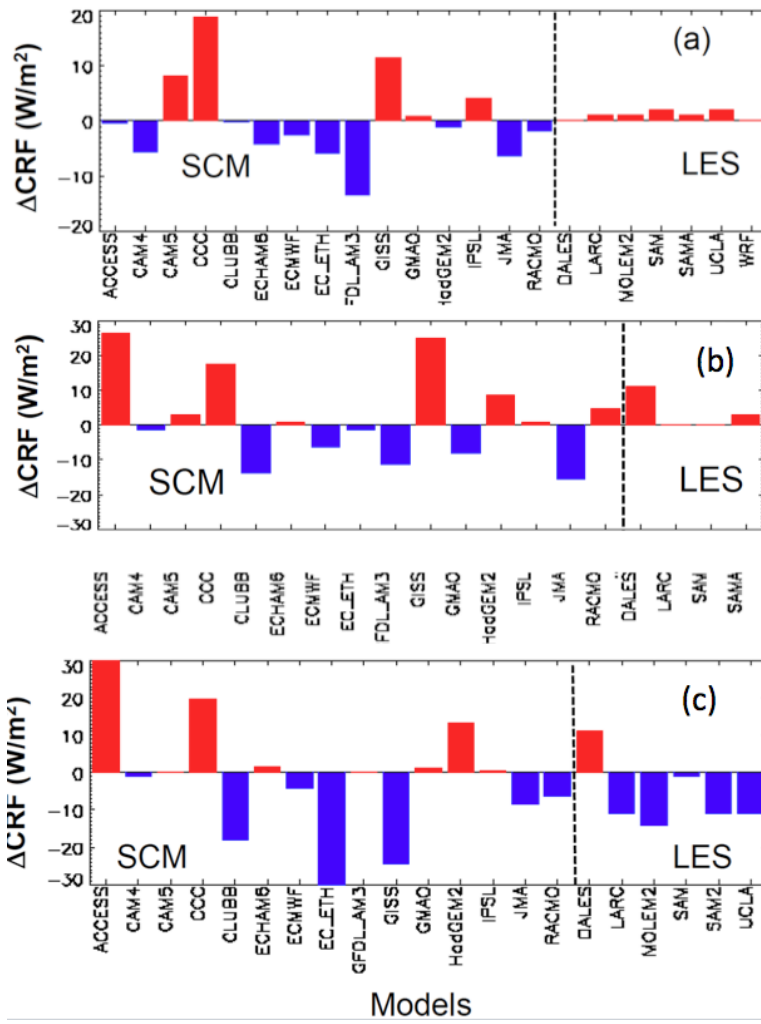 ΔCRF (W/m²)
20
10
0
−10
−20
(a)
SCM
LES
ACCESS
CAM4
CAM5
CCC
CLUBB
ECHAM6
ECMWF
EC_ETH
FDL_AM3
GISS
GMAO
HadGEM2
IPSL
JMA
RACMO
DALES
LARC
MOLEM2
SAM
SAMA
UCLA
WRF
ΔCRF (W/m²)
30
20
10
0
−10
−20
−30
(b)
SCM
LES
ACCESS
CAM4
CAM5
CCC
CLUBB
ECHAM6
ECMWF
EC_ETH
FDL_AM3
GISS
GMAO
HadGEM2
IPSL
JMA
RACMO
DALES
LARC
SAM
SAMA
ΔCRF (W/m²)
30
20
10
0
−10
−20
−30
(c)
SCM
LES
ACCESS
CAM4
CAM5
CCC
CLUBB
ECHAM6
ECMWF
EC_ETH
GFDL_AM3
GISS
GMAO
HadGEM2
IPSL
JMA
RACMO
DALES
LARC
MOLEM2
SAM
SAM2
UCLA
Models